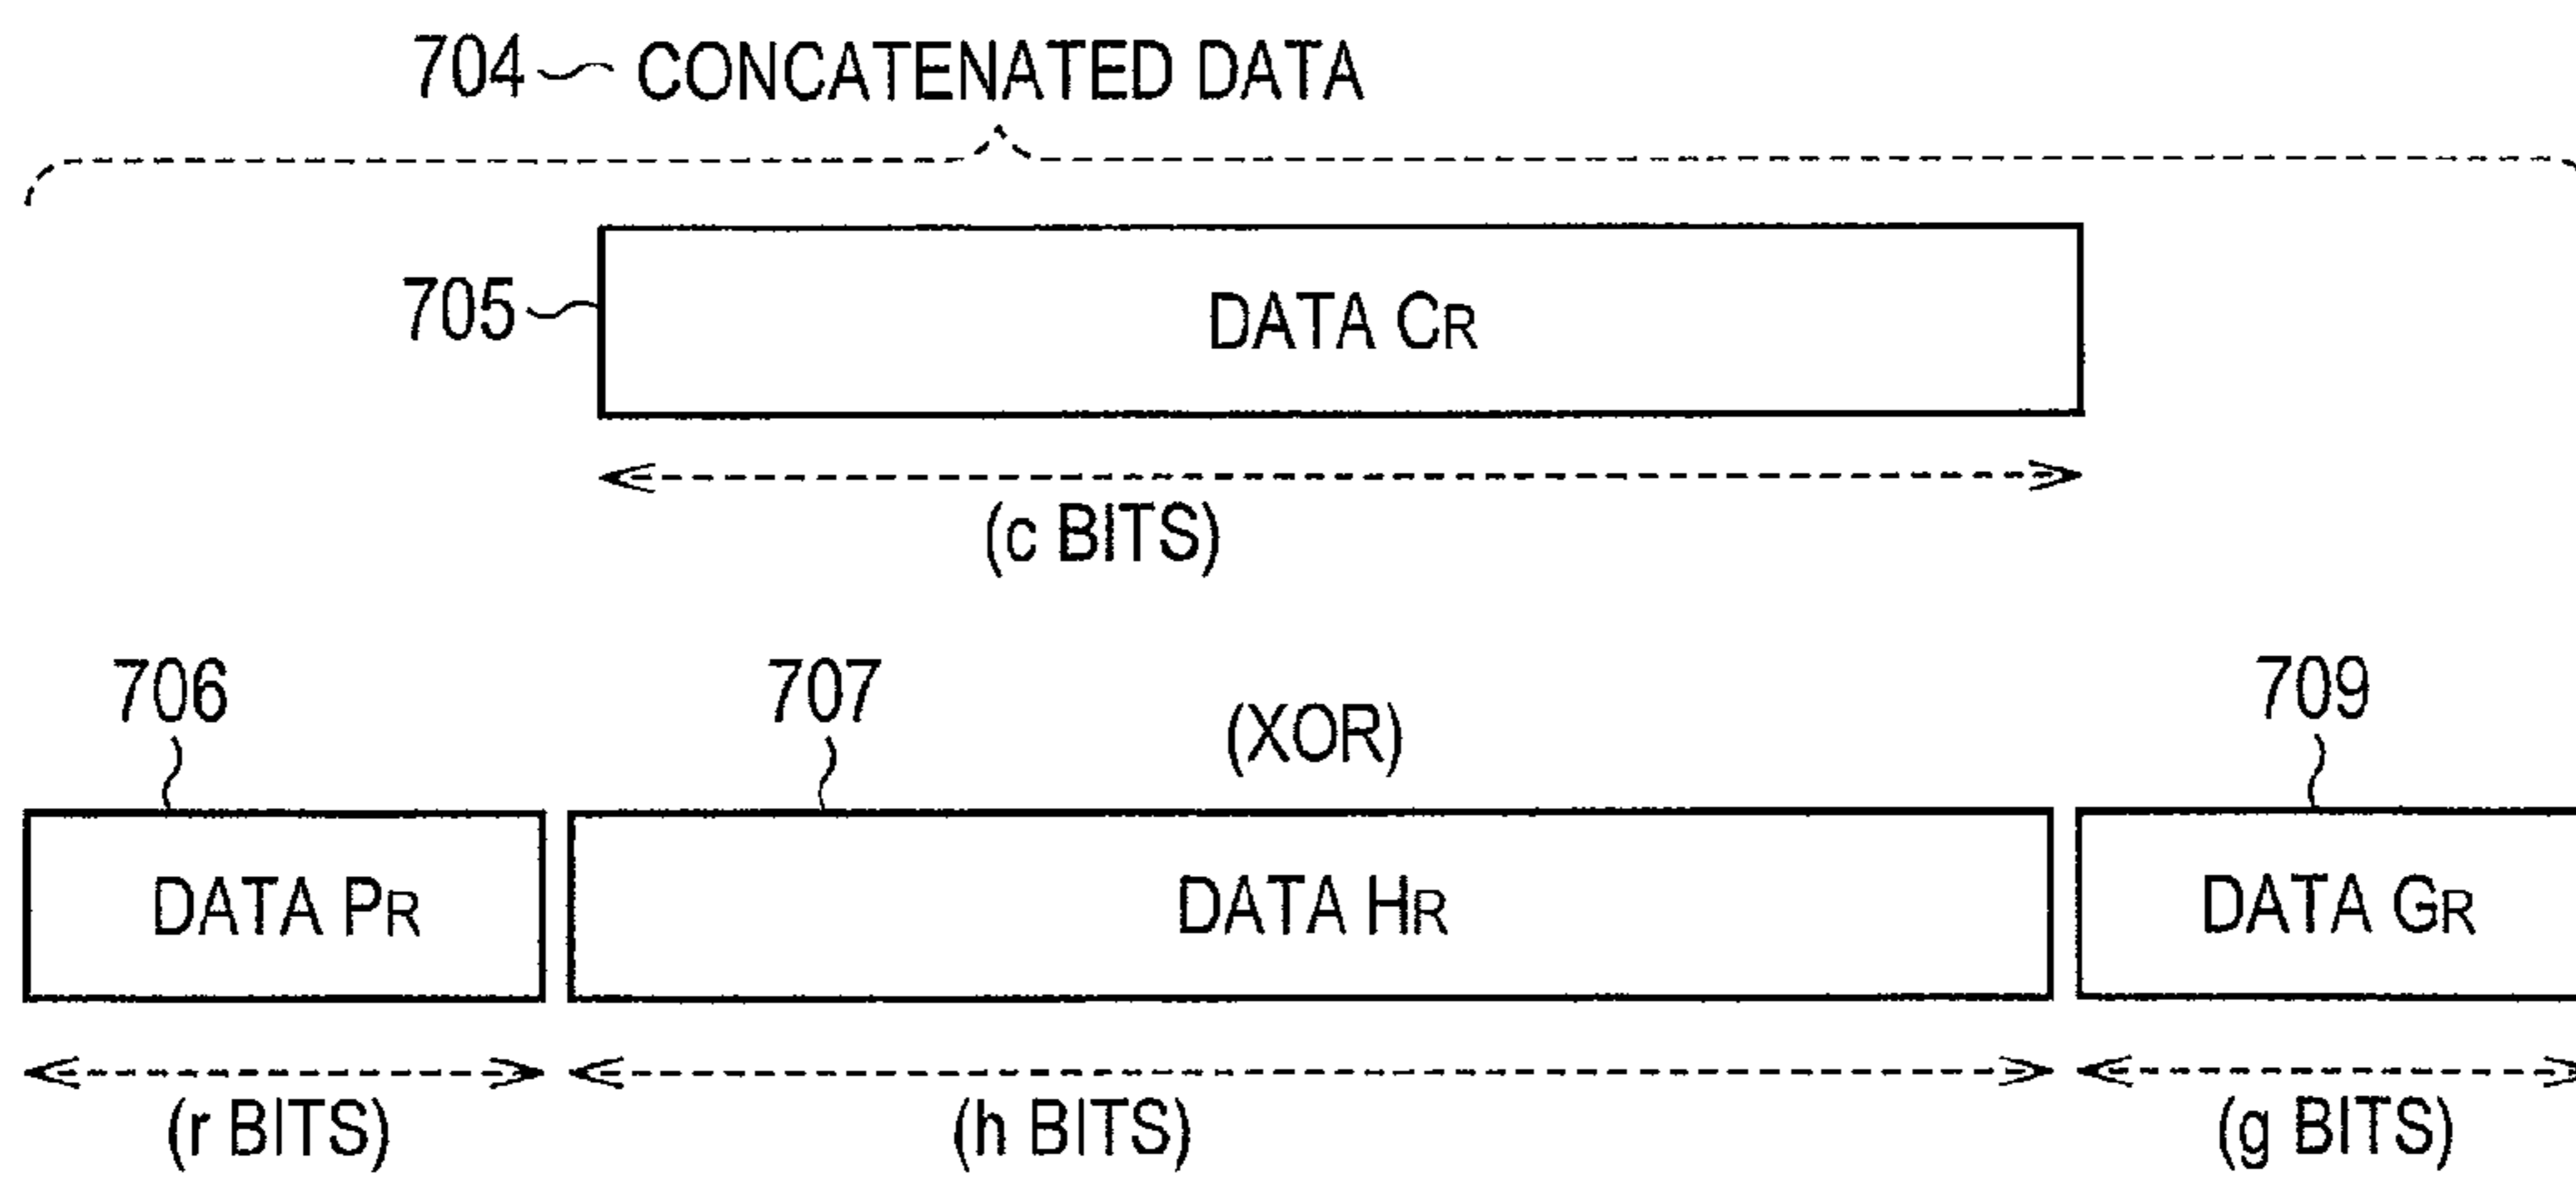 704 CONCATENATED DATA
705 DATA CR
(c BITS)
706 707 (XOR) 709
DATA PR DATA HR DATA GR
(r BITS) (h BITS) (g BITS)